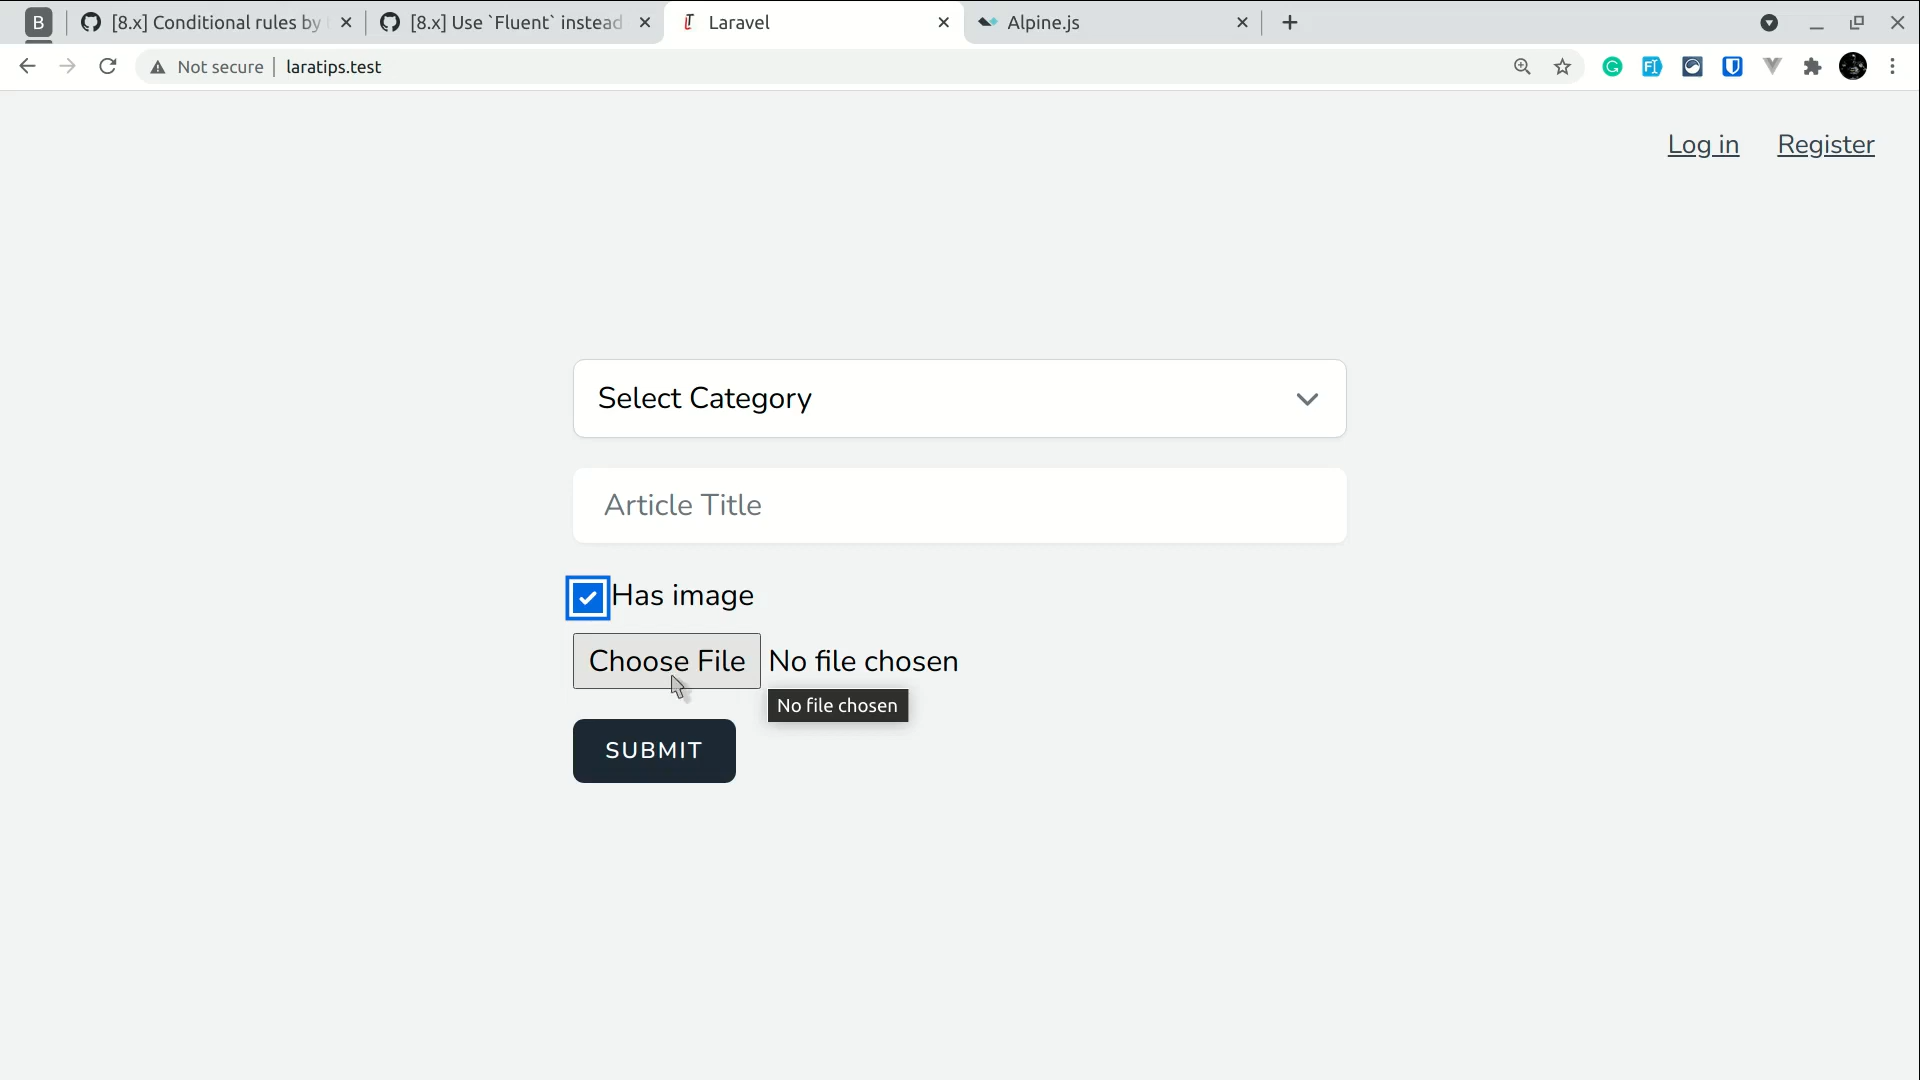 B
[8.x] Conditional rules by
[8.x] Use `Fluent` instead
Laravel
Alpine.js
Not secure
laratips.test
Log in
Register
Select Category
Article Title
Has image
Choose File
No file chosen
No file chosen
SUBMIT